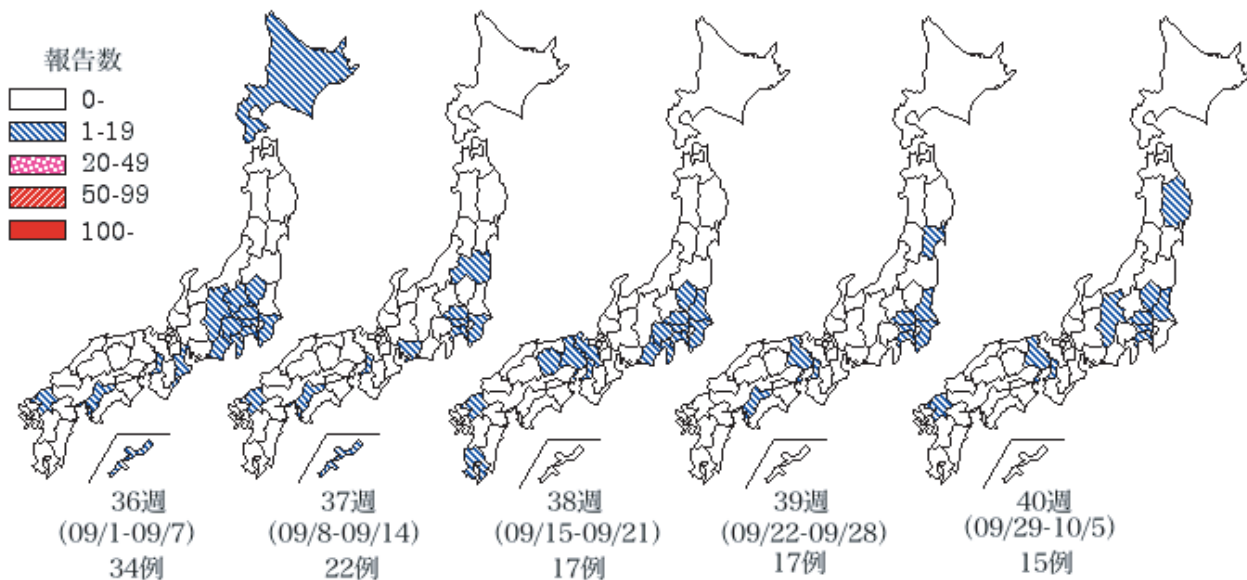 報告数
0-
1-19
20-49
50-99
100-
36週
(09/1-09/7)
34例
37週
(09/8-09/14)
22例
38週
(09/15-09/21)
17例
39週
(09/22-09/28)
17例
40週
(09/29-10/5)
15例